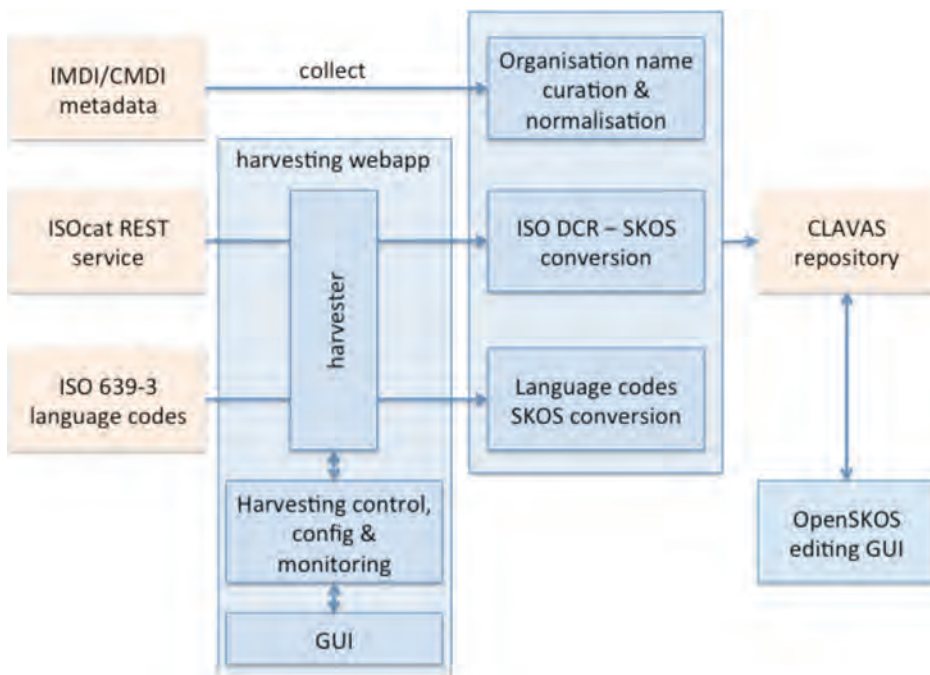 IMDI/CMDI
metadata
collect
Organisation name
curation &
normalisation
harvesting webapp
ISOcat REST
service
harvester
ISO DCR – SKOS
conversion
CLAVAS
repository
ISO 639-3
language codes
Language codes
SKOS conversion
Harvesting control,
config &
monitoring
OpenSKOS
editing GUI
GUI